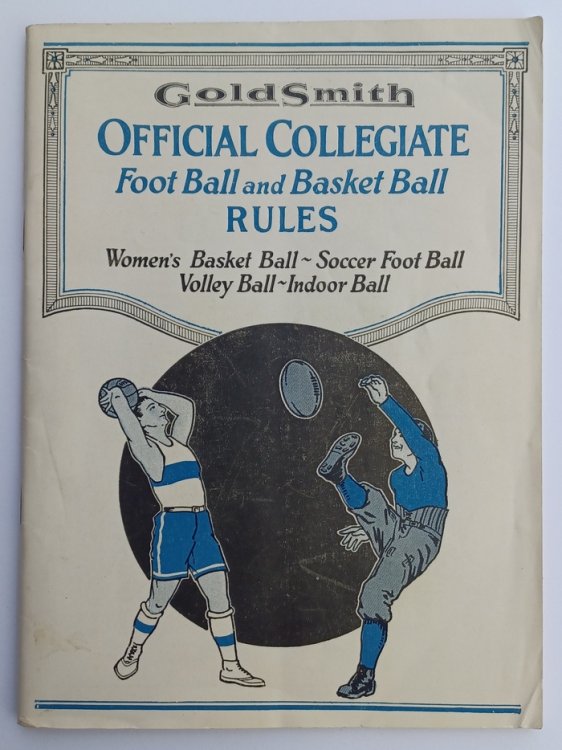 GoldSmith
OFFICIAL COLLEGIATE
Foot Ball and Basket Ball
RULES
Women's Basket Ball ~ Soccer Foot Ball
Volley Ball ~ Indoor Ball